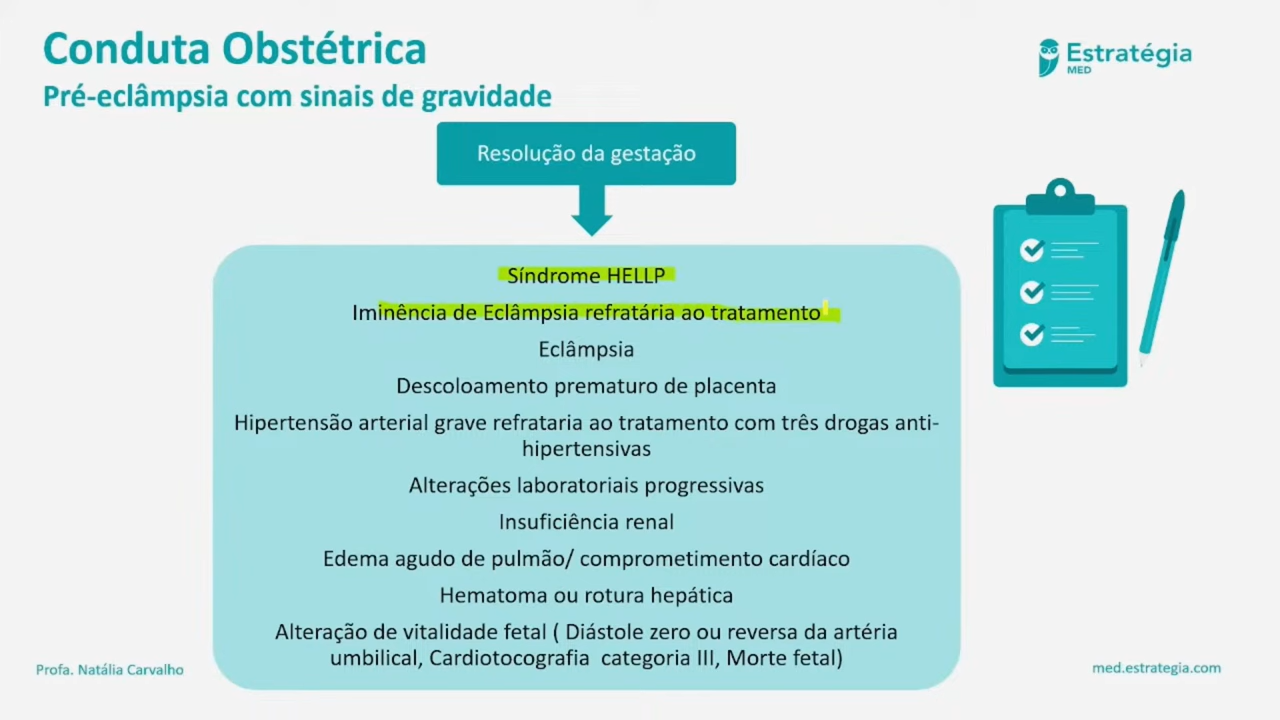 Conduta Obstétrica
Estratégia
MED
Pré-eclâmpsia com sinais de gravidade
Resolução da gestação
Síndrome HELLP
Iminência de Eclâmpsia refratária ao tratamento
Eclâmpsia
Descoloamento prematuro de placenta
Hipertensão arterial grave refrataria ao tratamento com três drogas anti-
hipertensivas
Alterações laboratoriais progressivas
Insuficiência renal
Edema agudo de pulmão/ comprometimento cardíaco
Hematoma ou rotura hepática
Alteração de vitalidade fetal ( Diástole zero ou reversa da artéria
umbilical, Cardiotocografia  categoria III, Morte fetal)
Profa. Natália Carvalho
med.estrategia.com